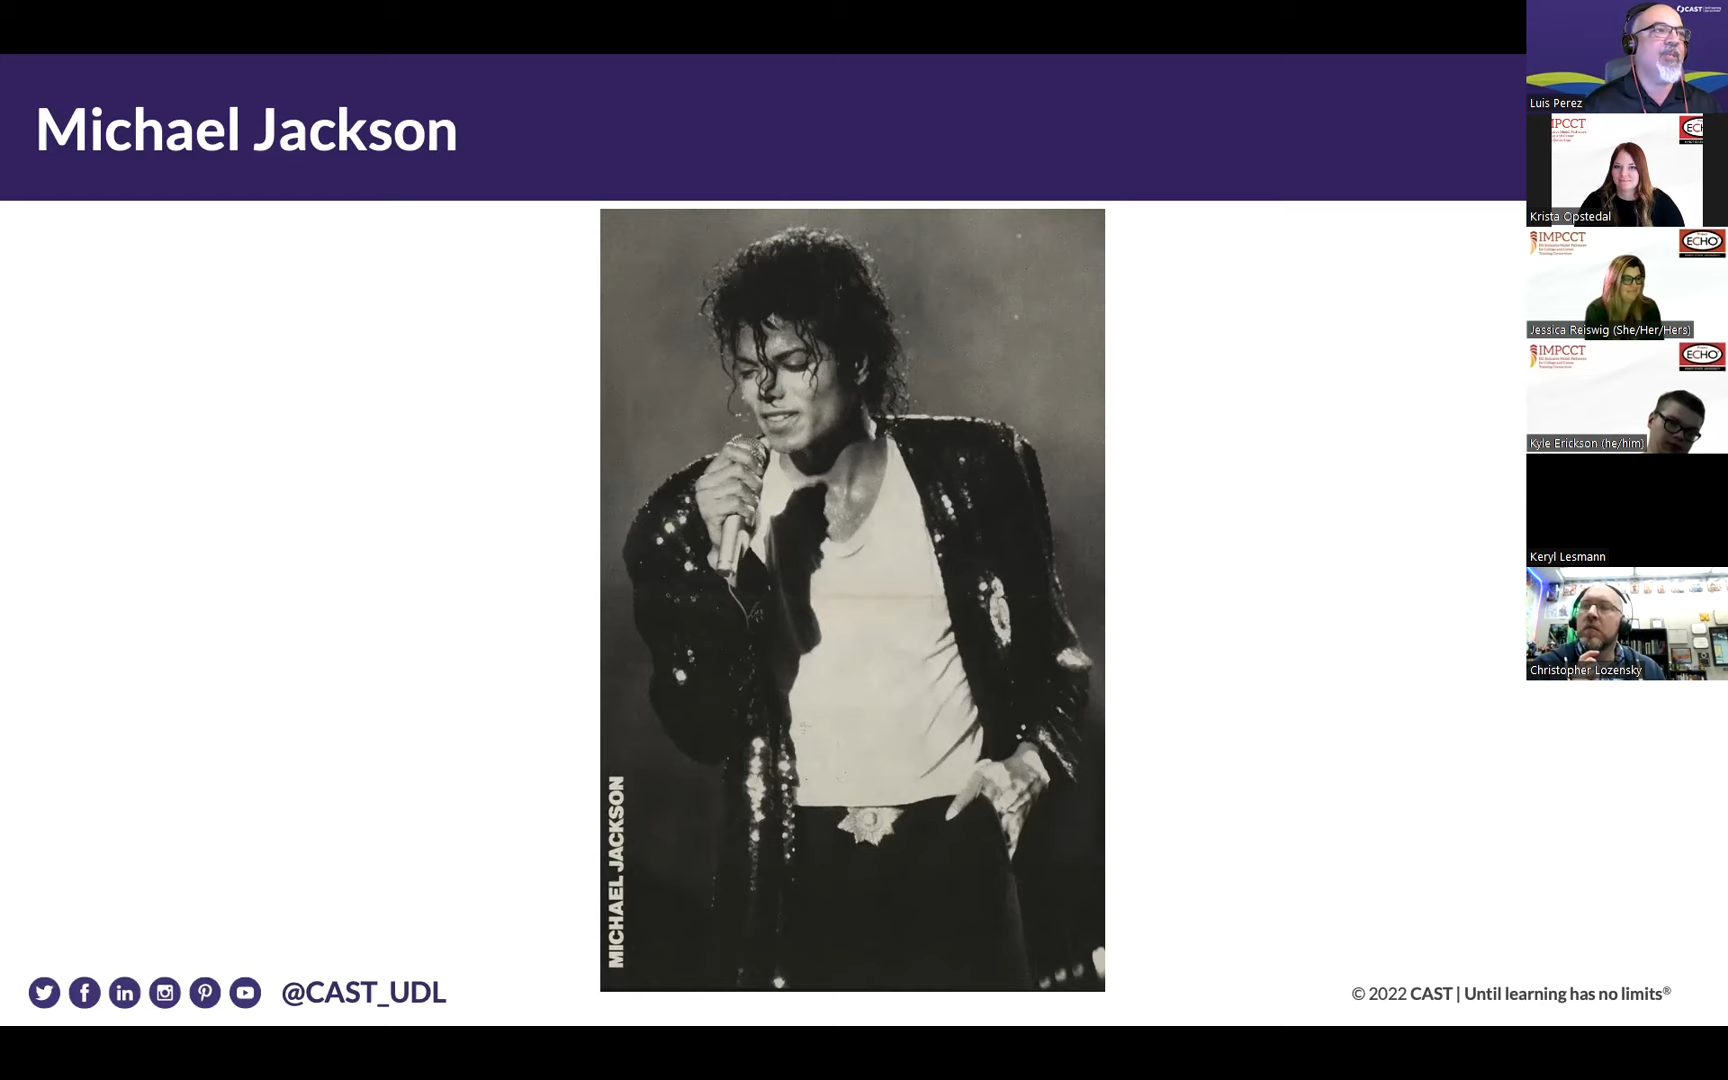 Michael Jackson
MICHAEL JACKSON
@CAST_UDL
© 2022 CAST | Until learning has no limits®
CAST
Luis Perez
IMPCCT
Krista Opstedal
IMPCCT
ECHO
Jessica Reiswig (She/Her/Hers)
IMPCCT
ECHO
Kyle Erickson (he/him)
Keryl Lesmann
Christopher Lozensky